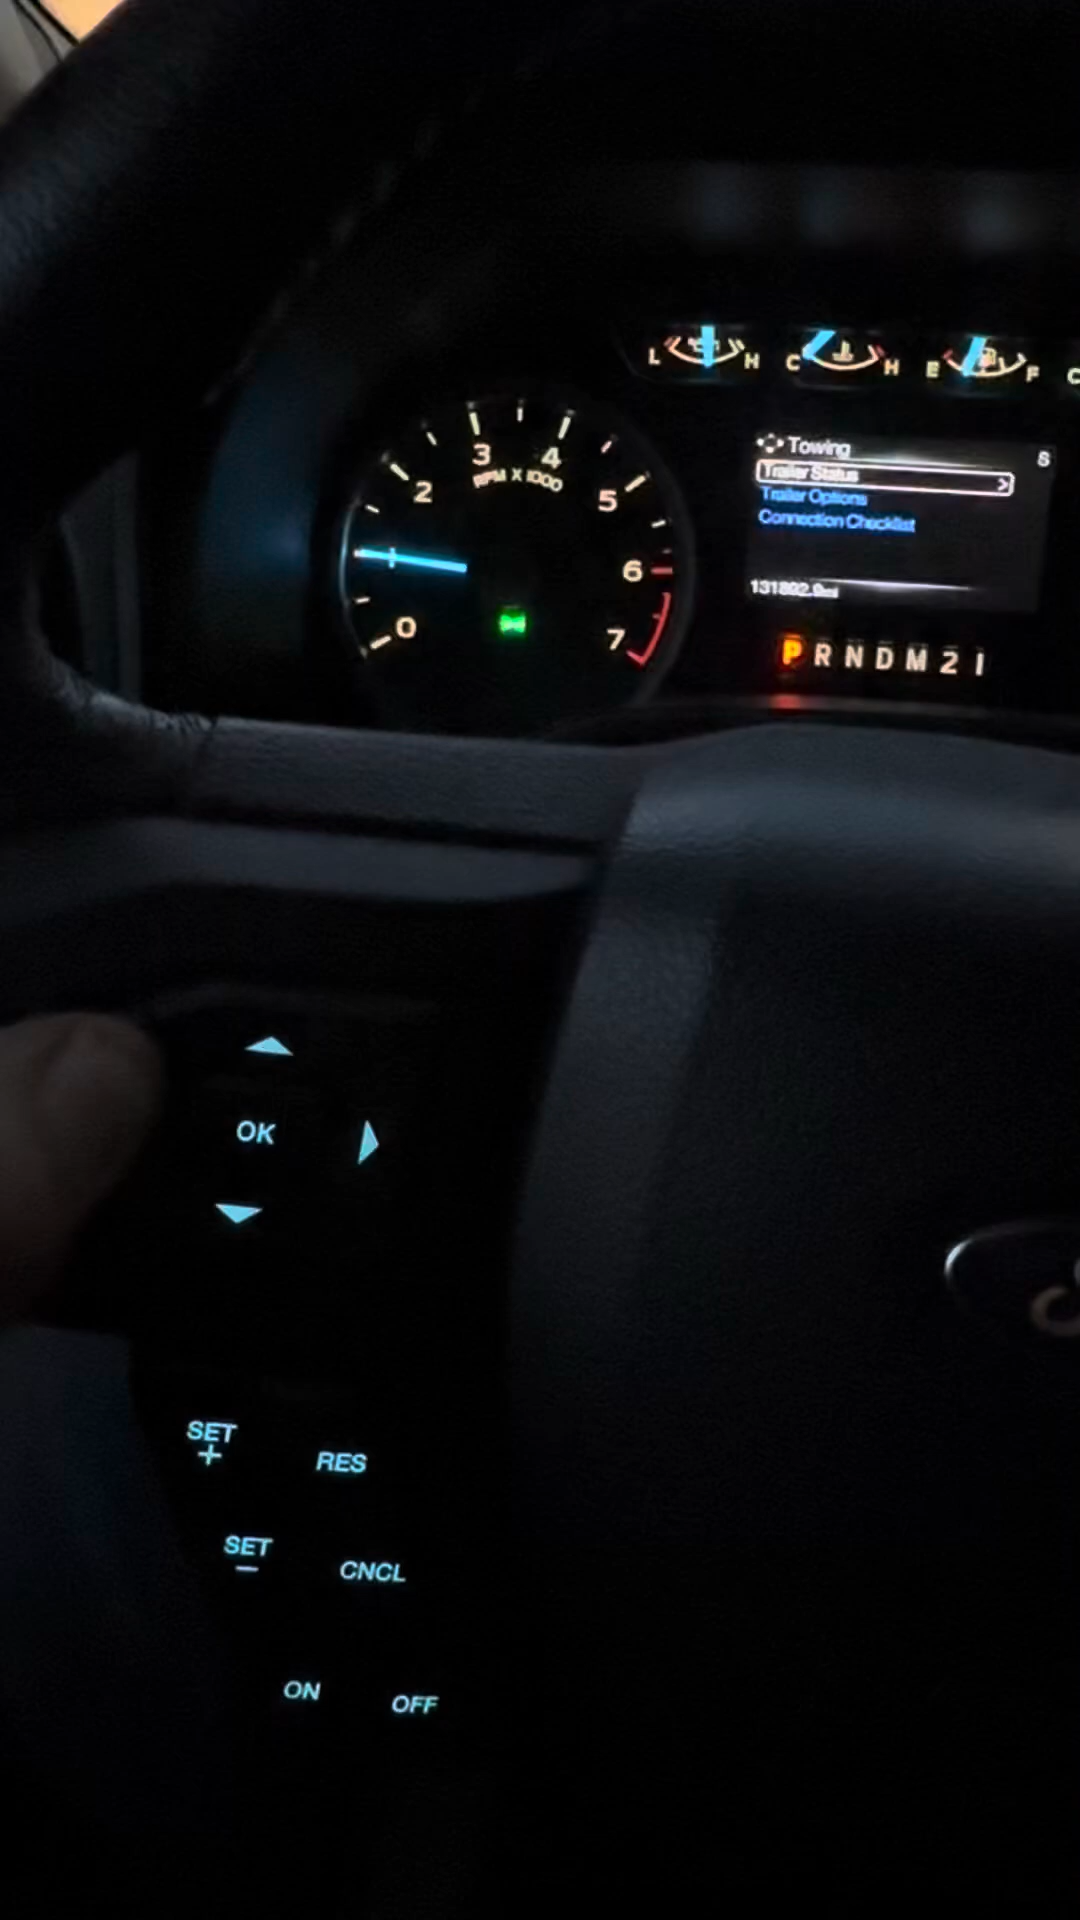 L H C H E F C
Towing S
Trailer Status >
Trailer Options
Connection Checklist
131892.9mi
P R N D M 2 1
0 2 3 4 5 6 7
RPM X 1000
OK
SET +
RES
SET −
CNCL
ON
OFF